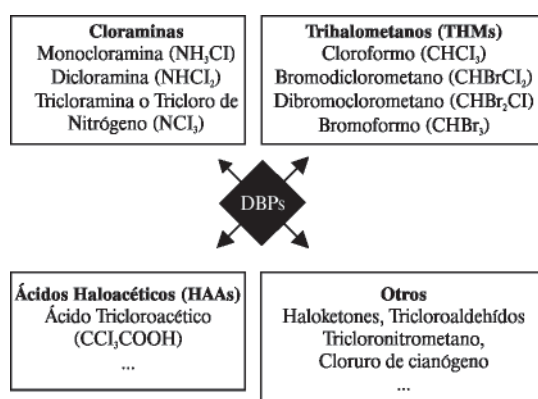 Cloraminas
Monocloramina (NH₃Cl)
Dicloramina (NHCl₂)
Tricloramina o Tricloro de
Nitrógeno (NCl₃)
Trihalometanos (THMs)
Cloroformo (CHCl₃)
Bromodiclorometano (CHBrCl₂)
Dibromoclorometano (CHBr₂Cl)
Bromoformo (CHBr₃)
DBPs
Ácidos Haloacéticos (HAAs)
Ácido Tricloroacético
(CCl₃COOH)
...
Otros
Haloketones, Tricloroaldehídos
Tricloronitrometano,
Cloruro de cianógeno
...